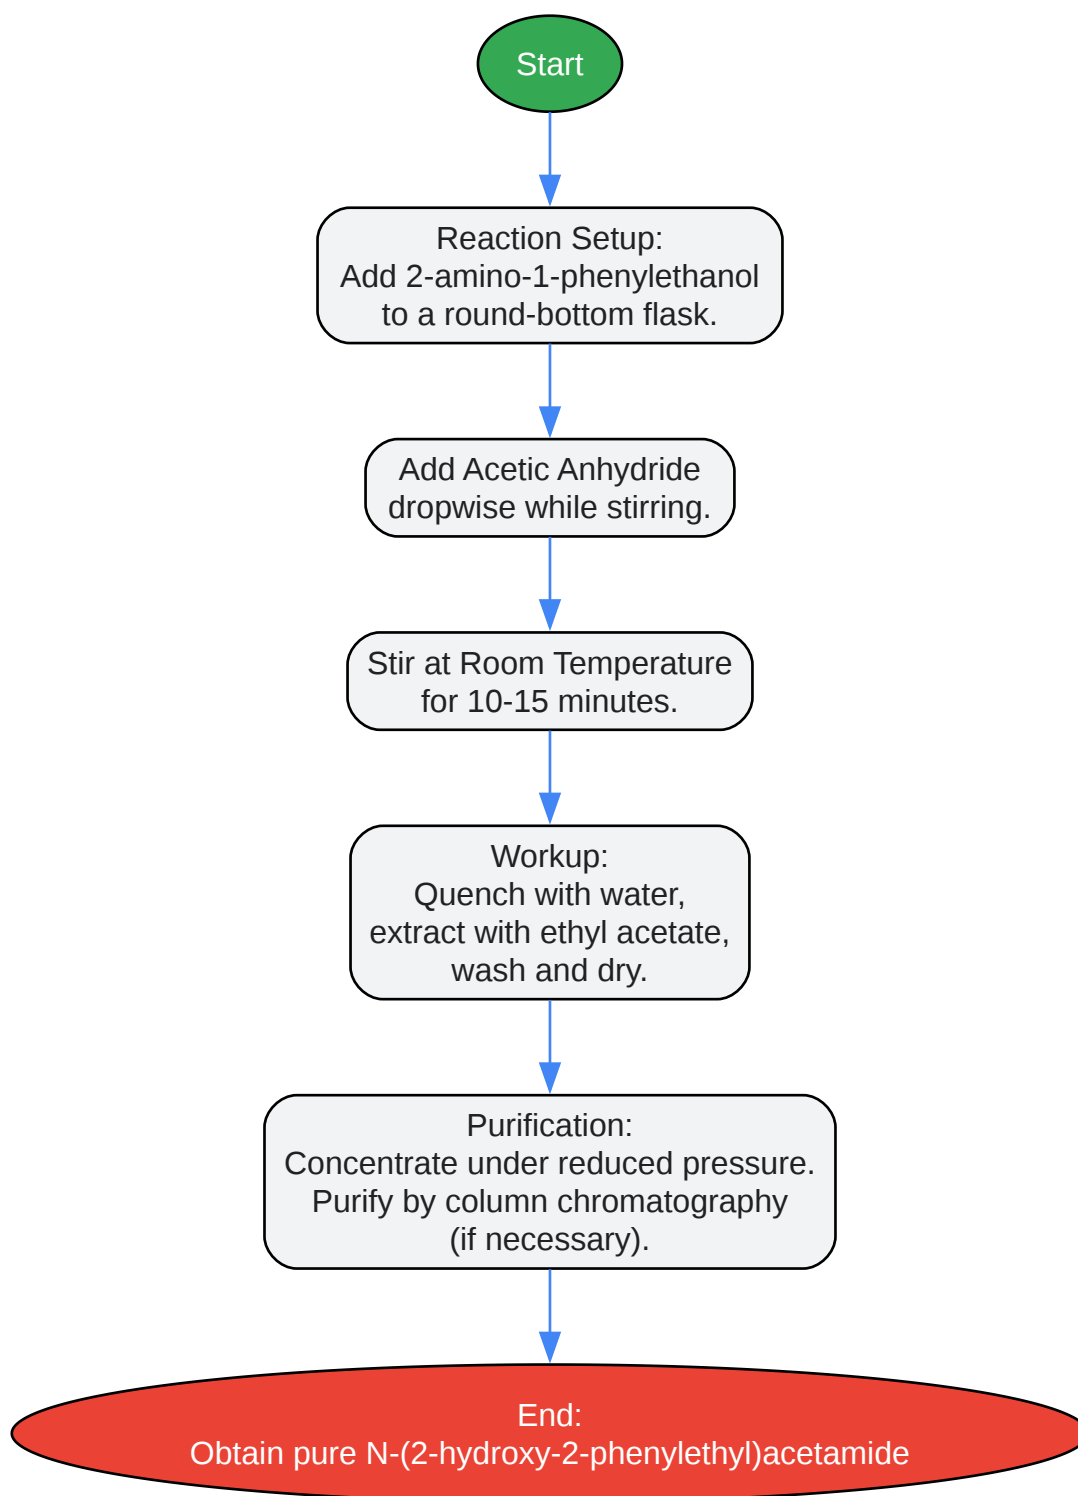 Start
Reaction Setup:
Add 2-amino-1-phenylethanol
to a round-bottom flask.
Add Acetic Anhydride
dropwise while stirring.
Stir at Room Temperature
for 10-15 minutes.
Workup:
Quench with water,
extract with ethyl acetate,
wash and dry.
Purification:
Concentrate under reduced pressure.
Purify by column chromatography
(if necessary).
End:
Obtain pure N-(2-hydroxy-2-phenylethyl)acetamide